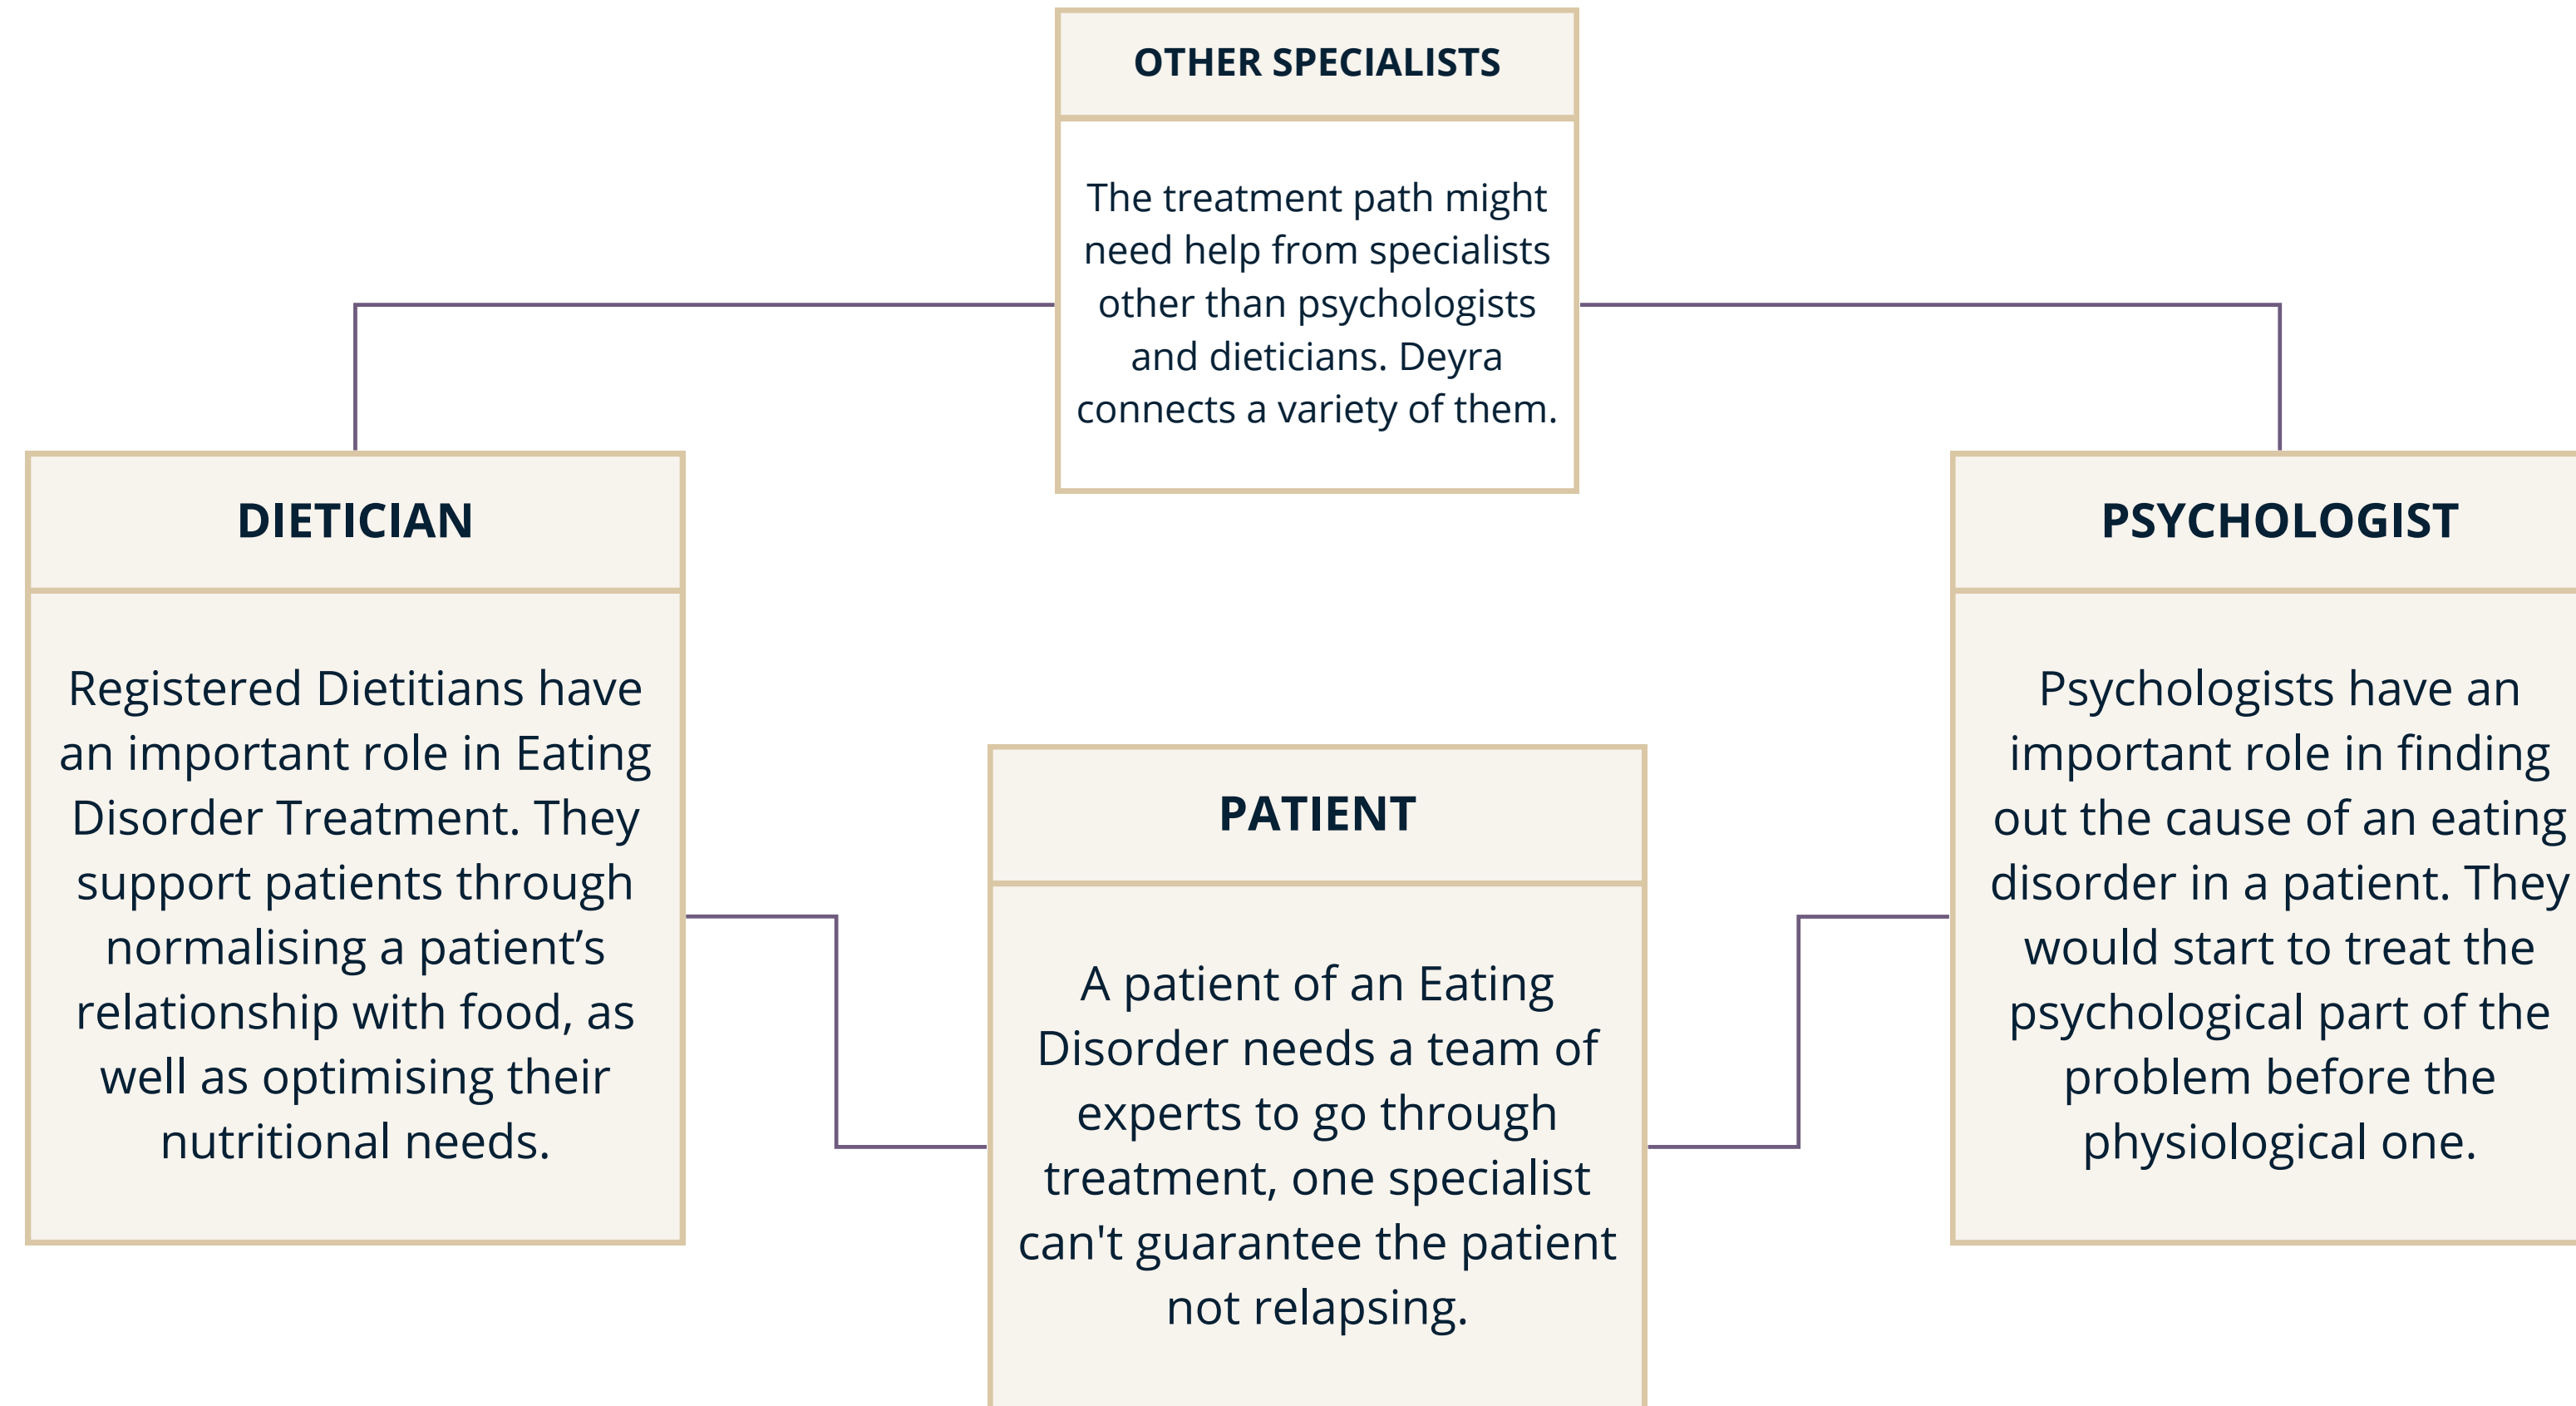 OTHER SPECIALISTS
The treatment path might
need help from specialists
other than psychologists
and dieticians. Deyra
connects a variety of them.
DIETICIAN
Registered Dietitians have
an important role in Eating
Disorder Treatment. They
support patients through
normalising a patient’s
relationship with food, as
well as optimising their
nutritional needs.
PATIENT
A patient of an Eating
Disorder needs a team of
experts to go through
treatment, one specialist
can't guarantee the patient
not relapsing.
PSYCHOLOGIST
Psychologists have an
important role in finding
out the cause of an eating
disorder in a patient. They
would start to treat the
psychological part of the
problem before the
physiological one.